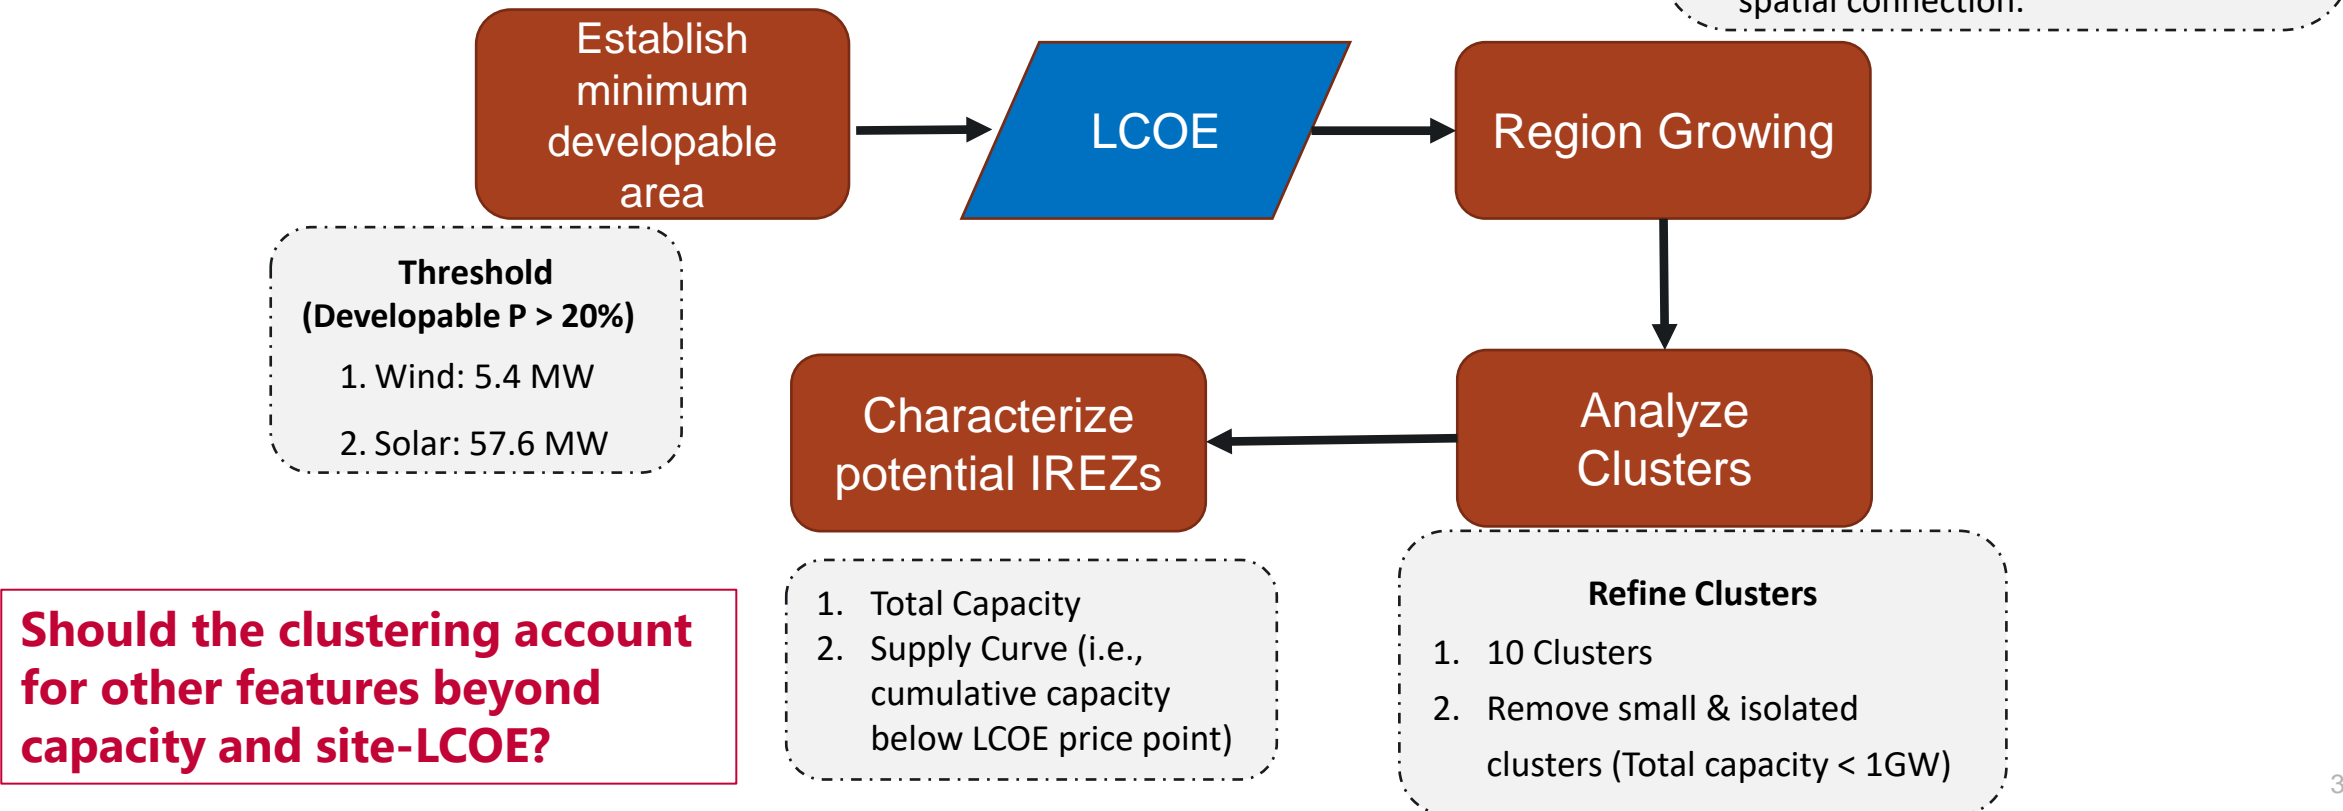 spatial connection.
Establish
minimum
developable
area
LCOE
Region Growing
Threshold
(Developable P > 20%)
1. Wind: 5.4 MW
2. Solar: 57.6 MW
Characterize
potential IREZs
Analyze
Clusters
1. Total Capacity
2. Supply Curve (i.e.,
cumulative capacity
below LCOE price point)
Refine Clusters
1. 10 Clusters
2. Remove small & isolated
clusters (Total capacity < 1GW)
Should the clustering account
for other features beyond
capacity and site-LCOE?
3